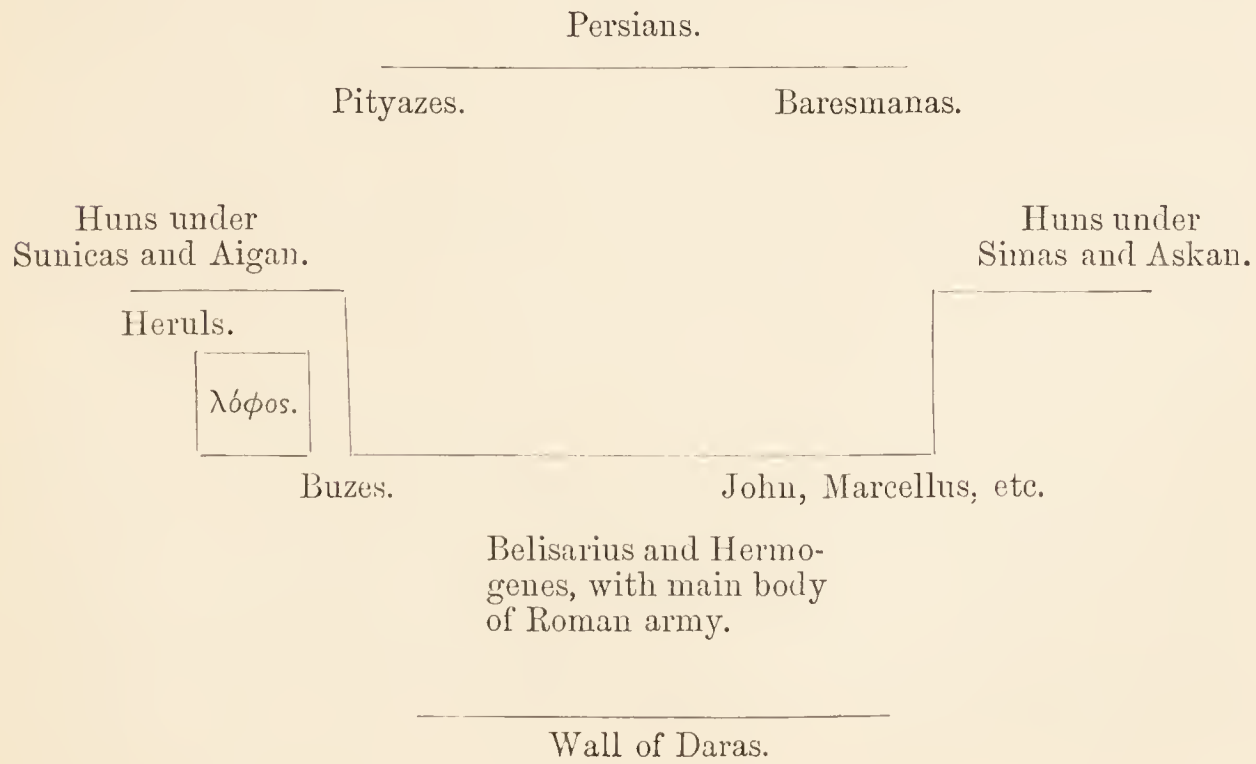 Persians.
Pityazes.
Baresmanas.
Huns under
Sunicas and Aigan.
Huns under
Simas and Askan.
Heruls.
λόφος.
Buzes.
John, Marcellus, etc.
Belisarius and Hermo-
genes, with main body
of Roman army.
Wall of Daras.